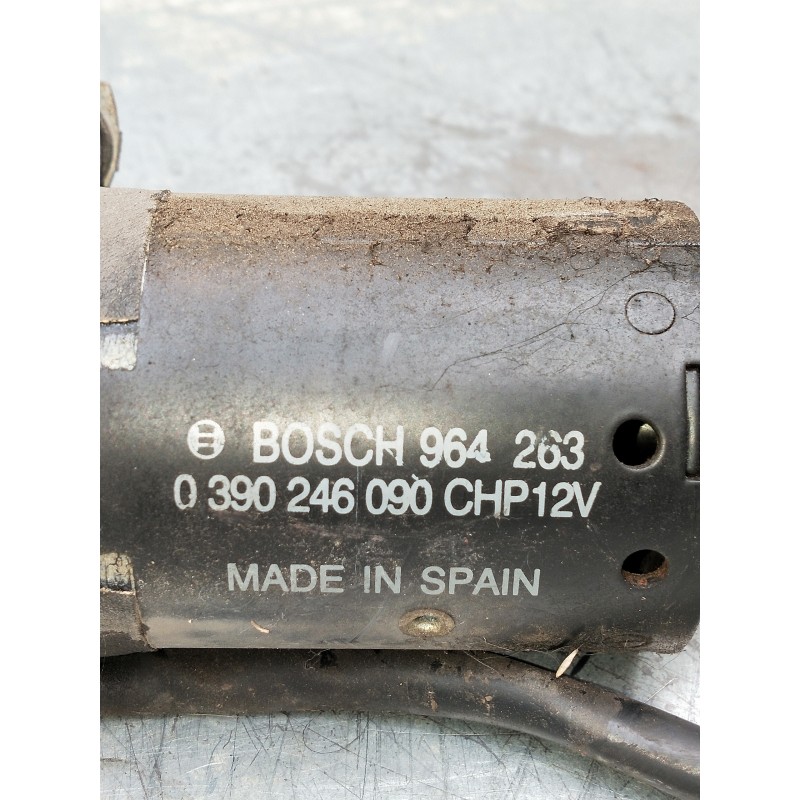 BOSCH 964 263
0 390 246 090 CHP12V
MADE IN SPAIN